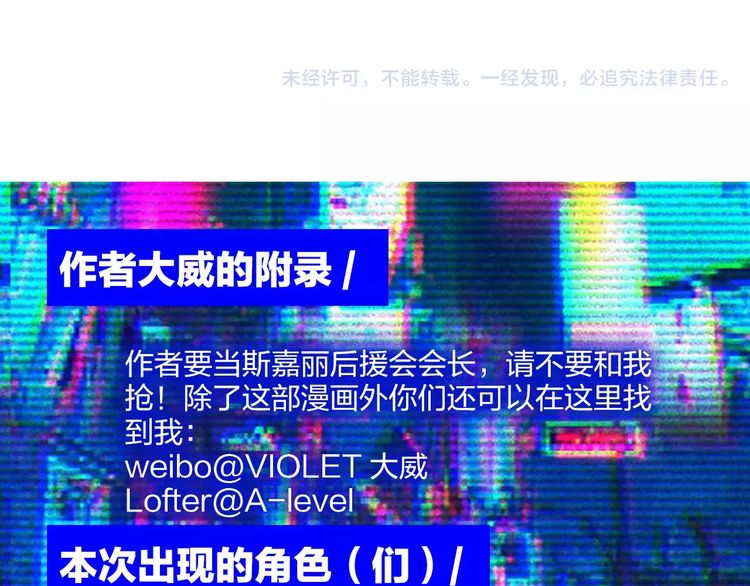 未经许可，不能转载。一经发现，必追究法律责任。
作者大威的附录/
作者要当斯嘉丽后援会会长，请不要和我
抢！除了这部漫画外你们还可以在这里找
到我：
weibo@VIOLET 大威
Lofter@A-level
本次出现的角色（们）/